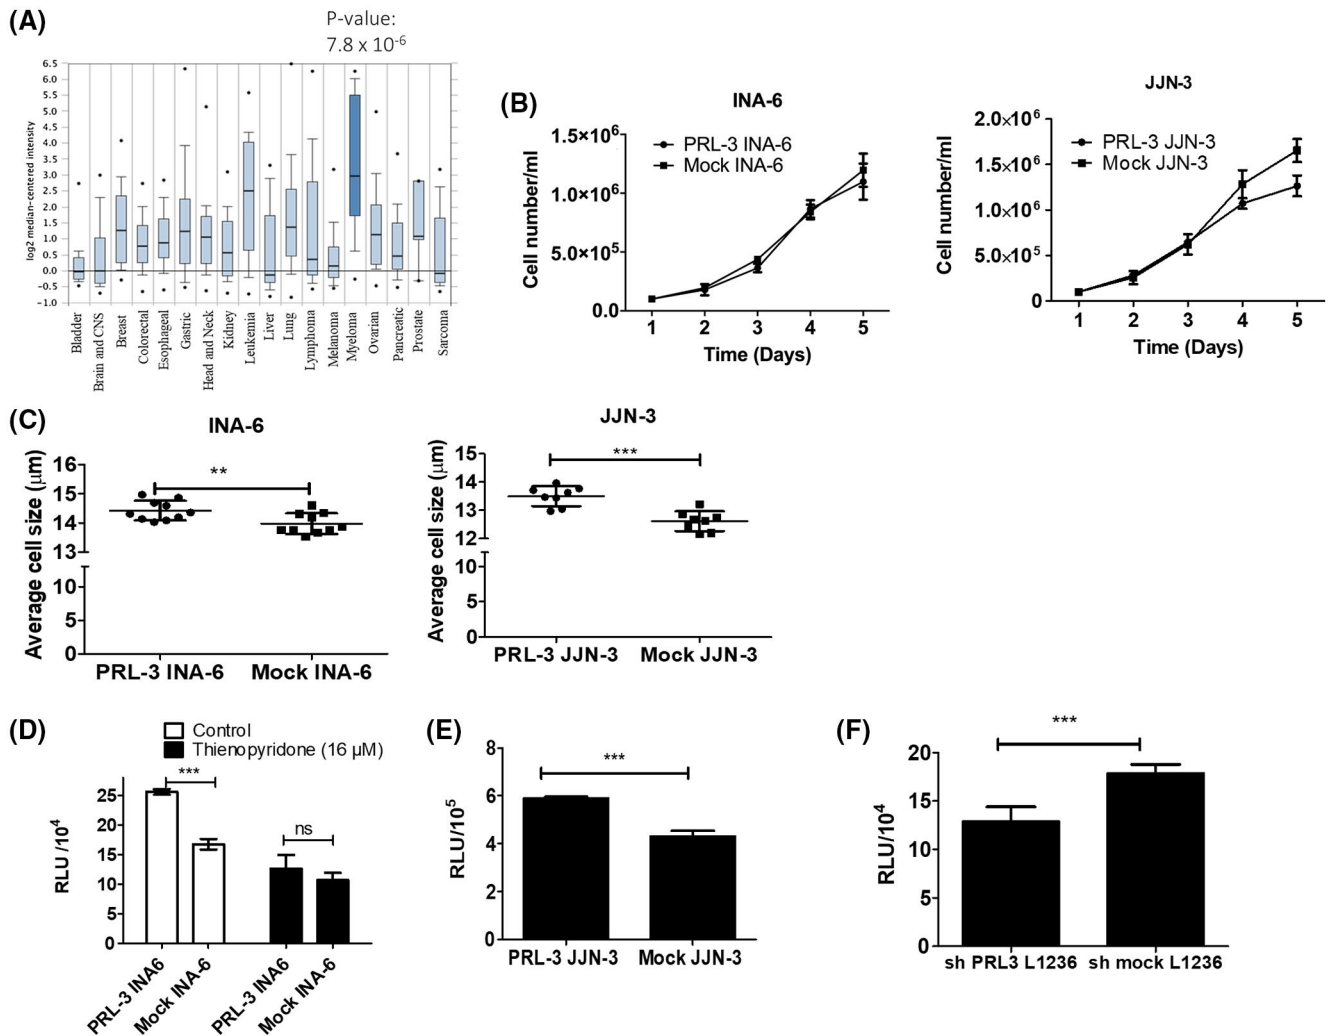 (A)
P-value:
7.8 x 10-6
log2 median-centered intensity
6.5
6.0
5.5
5.0
4.5
4.0
3.5
3.0
2.5
2.0
1.5
1.0
0.5
0.0
−0.5
−1.0
Bladder
Brain and CNS
Breast
Colorectal
Esophageal
Gastric
Head and Neck
Kidney
Leukemia
Liver
Lung
Lymphoma
Melanoma
Myeloma
Ovarian
Pancreatic
Prostate
Sarcoma
(B)
INA-6
Cell number/ml
1.5×10⁶
1.0×10⁶
5.0×10⁵
0.0
PRL-3 INA-6
Mock INA-6
1 2 3 4 5
Time (Days)
JJN-3
Cell number/ml
2.0×10⁶
1.5×10⁶
1.0×10⁶
5.0×10⁵
0
PRL-3 JJN-3
Mock JJN-3
1 2 3 4 5
Time (Days)
(C)
INA-6
Average cell size (μm)
16
15
14
13
10
5
0
**
PRL-3 INA-6 Mock INA-6
JJN-3
Average cell size (μm)
15
14
13
12
10
5
0
***
PRL-3 JJN-3 Mock JJN-3
(D)
Control
Thienopyridone (16 μM)
RLU /10⁴
25
20
15
10
5
0
***
ns
PRL-3 INA6
Mock INA-6
PRL-3 INA6
Mock INA-6
(E)
RLU/10⁵
8
6
4
2
0
***
PRL-3 JJN-3 Mock JJN-3
(F)
RLU/10⁴
20
15
10
5
0
***
sh PRL3 L1236 sh mock L1236